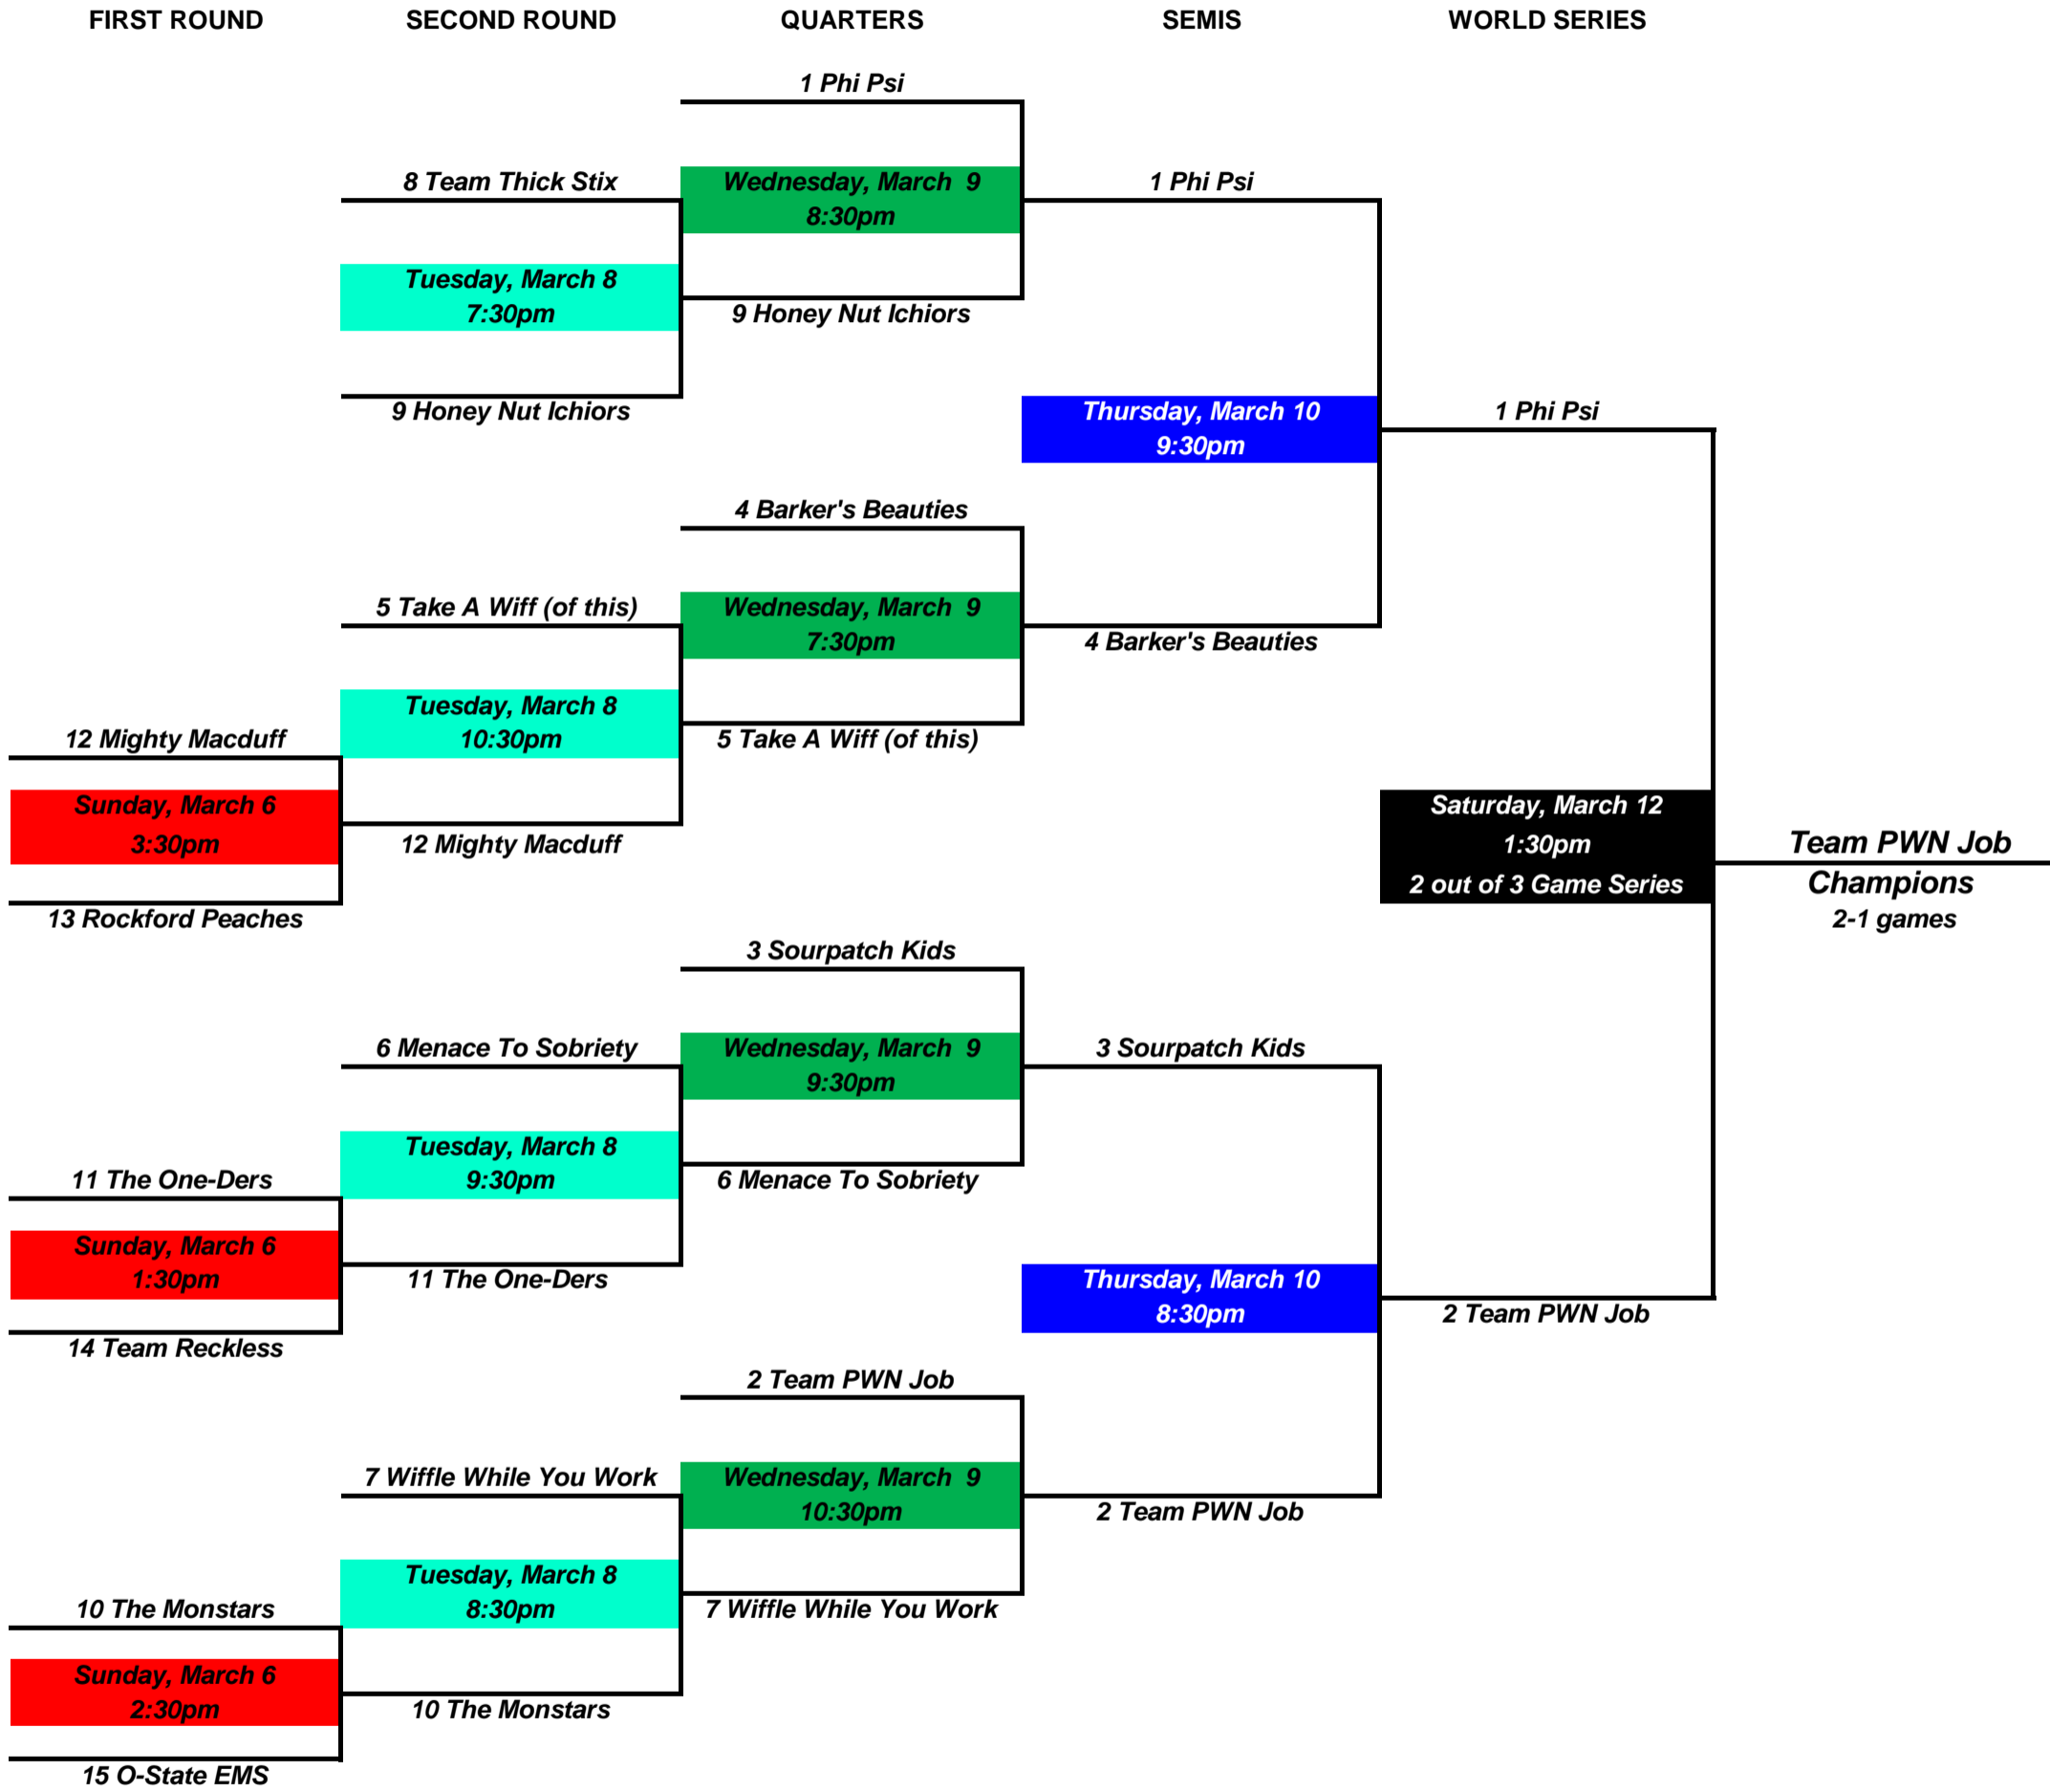 FIRST ROUND
SECOND ROUND
QUARTERS
SEMIS
WORLD SERIES
12 Mighty Macduff
Sunday, March 6
3:30pm
13 Rockford Peaches
11 The One-Ders
Sunday, March 6
1:30pm
14 Team Reckless
10 The Monstars
Sunday, March 6
2:30pm
15 O-State EMS
8 Team Thick Stix
Tuesday, March 8
7:30pm
9 Honey Nut Ichiors
5 Take A Wiff (of this)
Tuesday, March 8
10:30pm
12 Mighty Macduff
6 Menace To Sobriety
Tuesday, March 8
9:30pm
11 The One-Ders
7 Wiffle While You Work
Tuesday, March 8
8:30pm
10 The Monstars
1 Phi Psi
Wednesday, March 9
8:30pm
9 Honey Nut Ichiors
4 Barker's Beauties
Wednesday, March 9
7:30pm
5 Take A Wiff (of this)
3 Sourpatch Kids
Wednesday, March 9
9:30pm
6 Menace To Sobriety
2 Team PWN Job
Wednesday, March 9
10:30pm
7 Wiffle While You Work
1 Phi Psi
Thursday, March 10
9:30pm
4 Barker's Beauties
3 Sourpatch Kids
Thursday, March 10
8:30pm
2 Team PWN Job
1 Phi Psi
Saturday, March 12
1:30pm
2 out of 3 Game Series
2 Team PWN Job
Team PWN Job
Champions
2-1 games